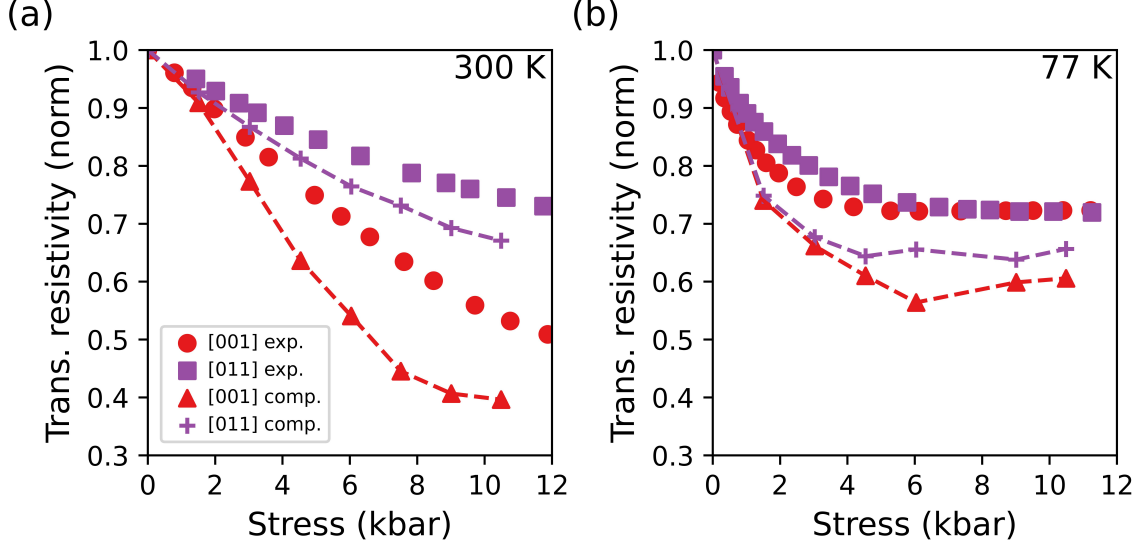 (a)
300 K
Trans. resistivity (norm)
1.0
0.9
0.8
0.7
0.6
0.5
0.4
0.3
[001] exp.
[011] exp.
[001] comp.
[011] comp.
0 2 4 6 8 10 12
Stress (kbar)
(b)
77 K
Trans. resistivity (norm)
1.0
0.9
0.8
0.7
0.6
0.5
0.4
0.3
0 2 4 6 8 10 12
Stress (kbar)